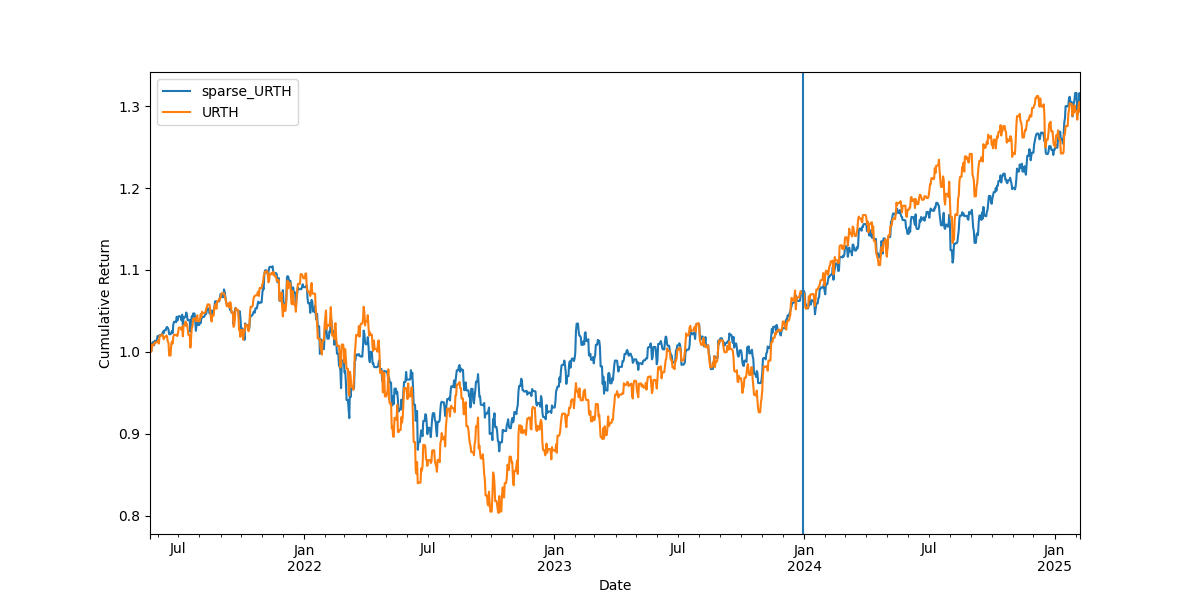 sparse_URTH
URTH
1.3
1.2
1.1
1.0
0.9
0.8
Cumulative Return
Jul
Jan
2022
Jul
Jan
2023
Jul
Jan
2024
Jul
Jan
2025
Date